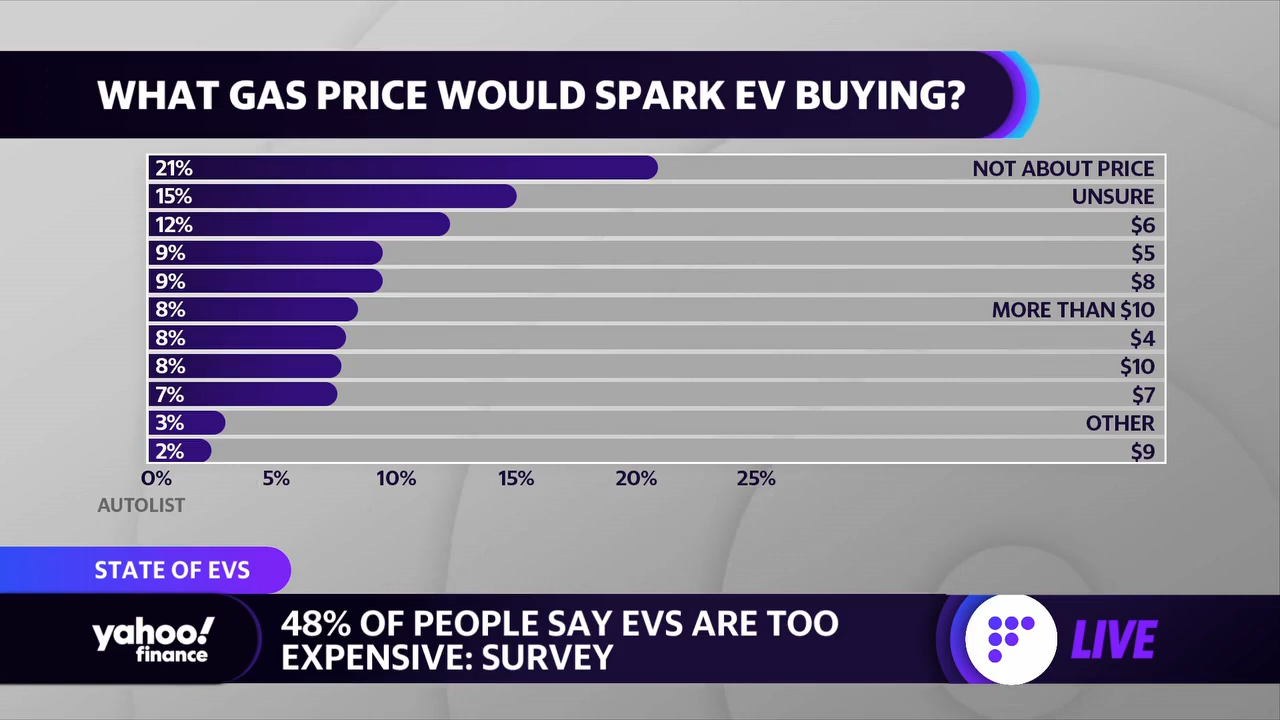 WHAT GAS PRICE WOULD SPARK EV BUYING?
21% NOT ABOUT PRICE
15% UNSURE
12% $6
9% $5
9% $8
8% MORE THAN $10
8% $4
8% $10
7% $7
3% OTHER
2% $9
0% 5% 10% 15% 20% 25%
AUTOLIST
STATE OF EVS
yahoo!
finance
48% OF PEOPLE SAY EVS ARE TOO
EXPENSIVE: SURVEY
LIVE